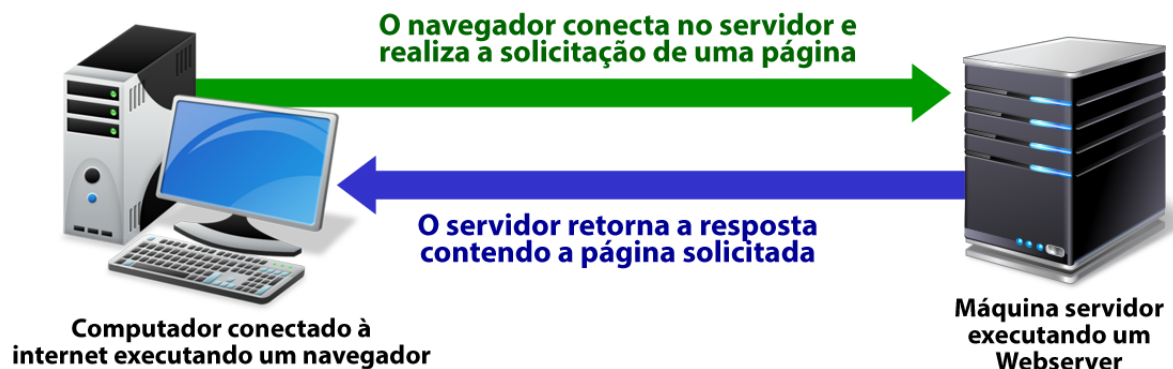 O navegador conecta no servidor e
realiza a solicitação de uma página
O servidor retorna a resposta
contendo a página solicitada
Computador conectado à
internet executando um navegador
Máquina servidor
executando um
Webserver